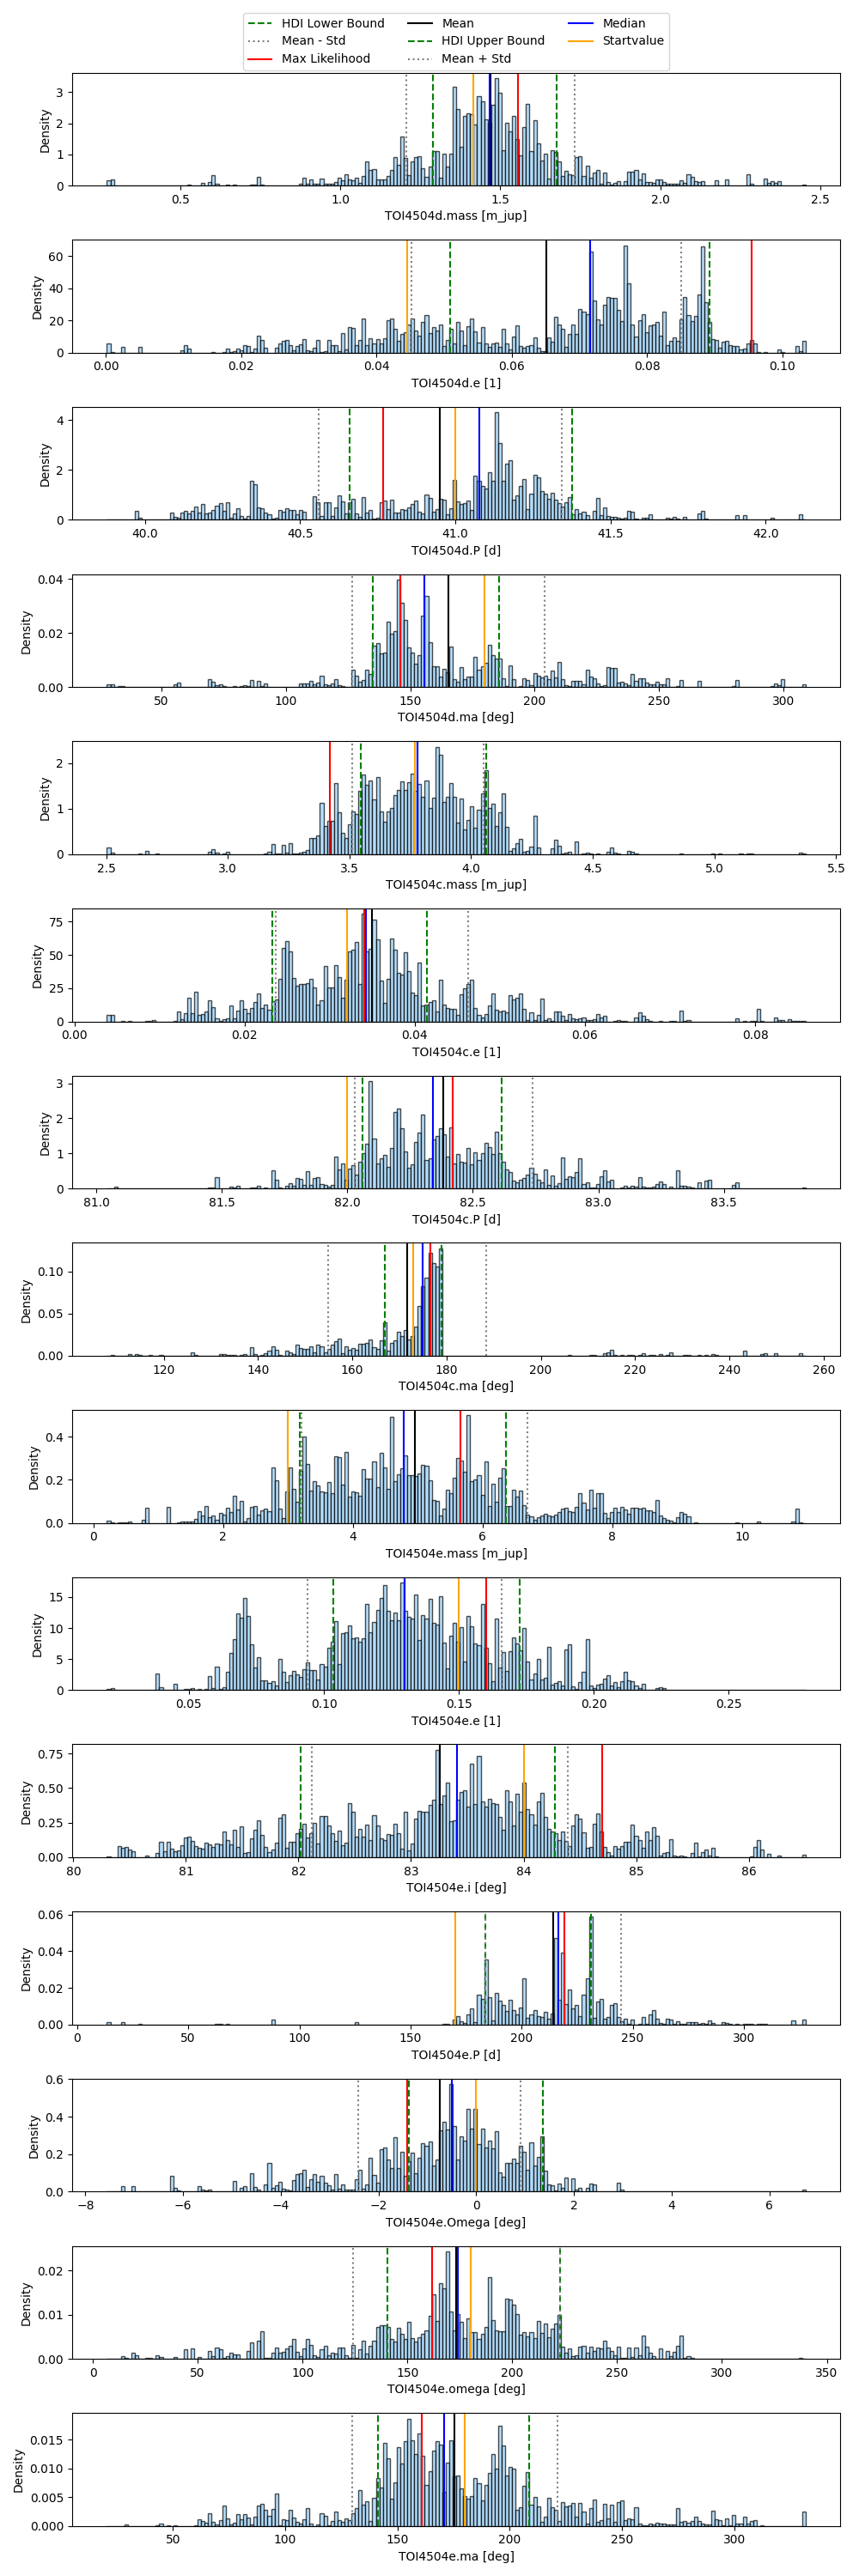 HDI Lower Bound Mean Median
Mean - Std HDI Upper Bound Startvalue
Max Likelihood Mean + Std
3
2
1
0
Density
0.5 1.0 1.5 2.0 2.5
TOI4504d.mass [m_jup]
60
40
20
0
Density
0.00 0.02 0.04 0.06 0.08 0.10
TOI4504d.e [1]
4
2
0
Density
40.0 40.5 41.0 41.5 42.0
TOI4504d.P [d]
0.04
0.02
0.00
Density
50 100 150 200 250 300
TOI4504d.ma [deg]
2
1
0
Density
2.5 3.0 3.5 4.0 4.5 5.0 5.5
TOI4504c.mass [m_jup]
75
50
25
0
Density
0.00 0.02 0.04 0.06 0.08
TOI4504c.e [1]
3
2
1
0
Density
81.0 81.5 82.0 82.5 83.0 83.5
TOI4504c.P [d]
0.10
0.05
0.00
Density
120 140 160 180 200 220 240 260
TOI4504c.ma [deg]
0.4
0.2
0.0
Density
0 2 4 6 8 10
TOI4504e.mass [m_jup]
15
10
5
0
Density
0.05 0.10 0.15 0.20 0.25
TOI4504e.e [1]
0.75
0.50
0.25
0.00
Density
80 81 82 83 84 85 86
TOI4504e.i [deg]
0.06
0.04
0.02
0.00
Density
0 50 100 150 200 250 300
TOI4504e.P [d]
0.6
0.4
0.2
0.0
Density
−8 −6 −4 −2 0 2 4 6
TOI4504e.Omega [deg]
0.02
0.01
0.00
Density
0 50 100 150 200 250 300 350
TOI4504e.omega [deg]
0.015
0.010
0.005
0.000
Density
50 100 150 200 250 300
TOI4504e.ma [deg]